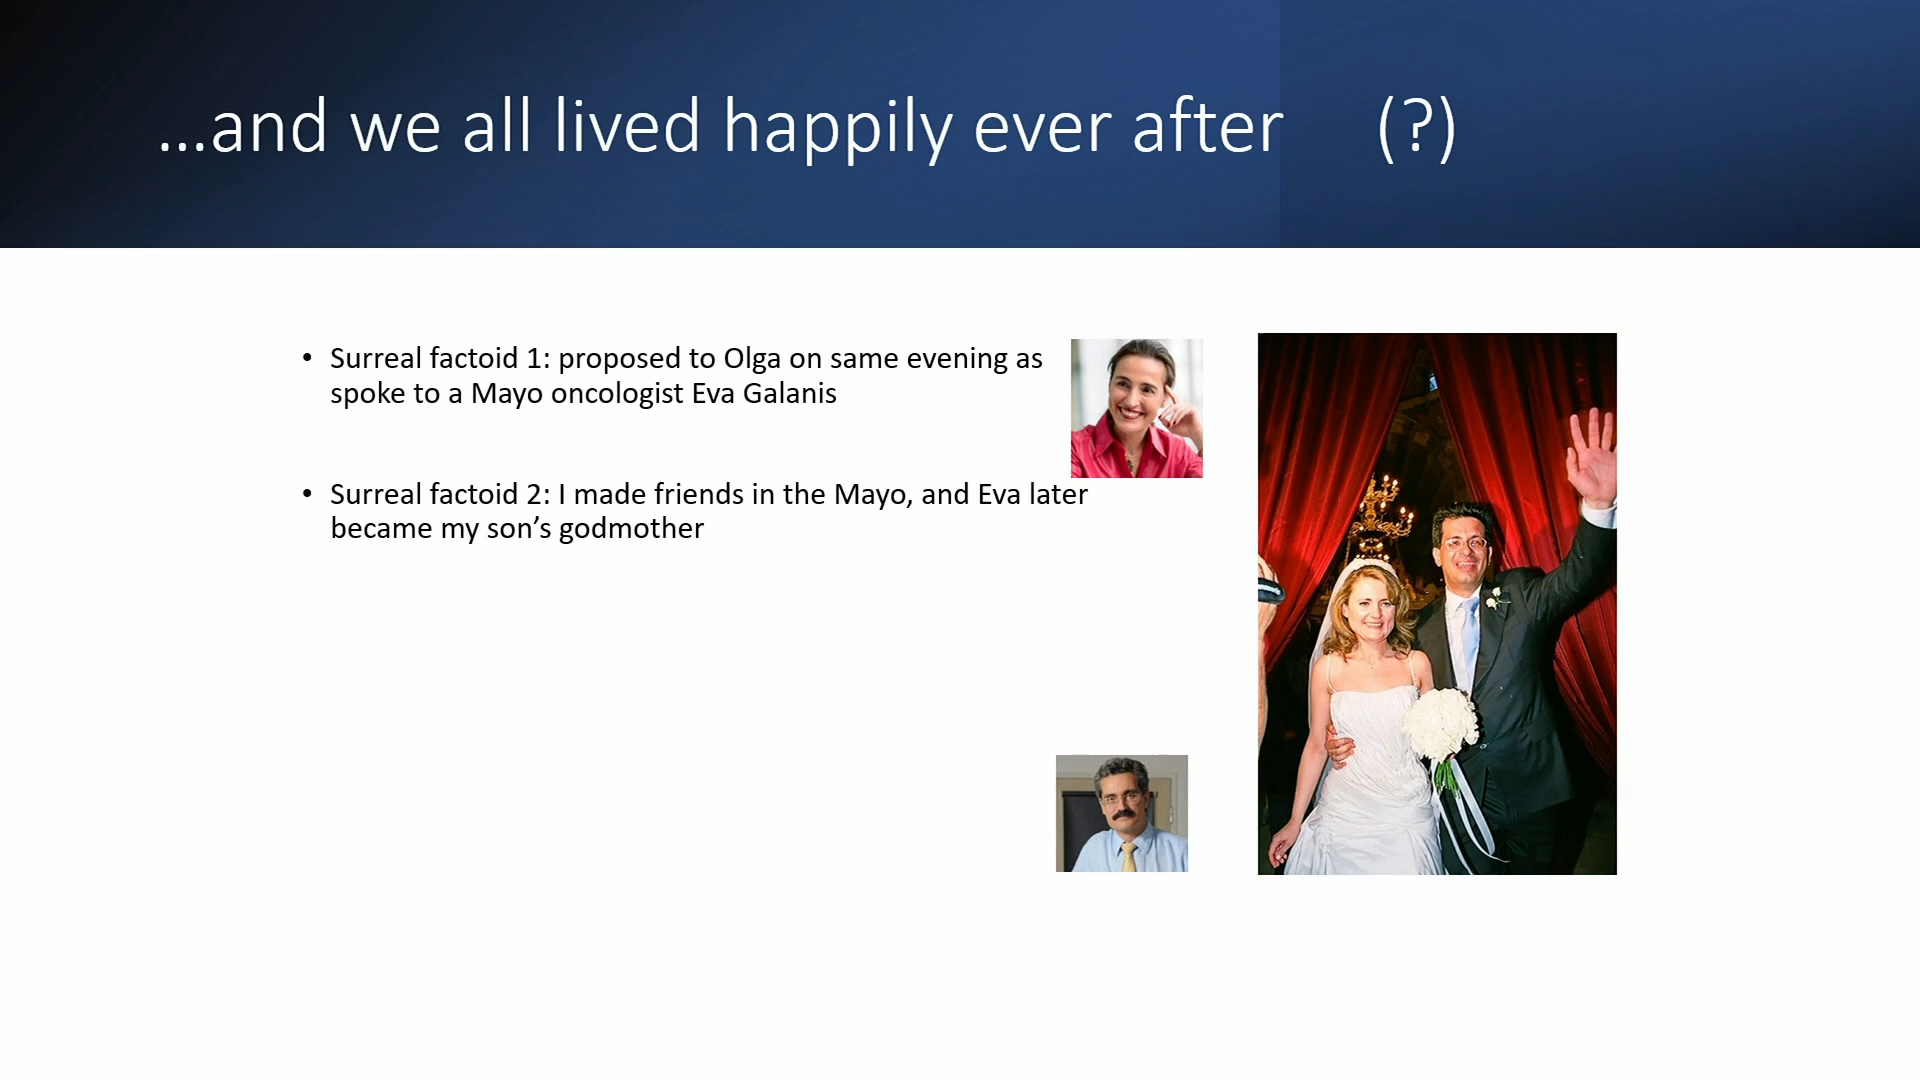 ...and we all lived happily ever after (?)
• Surreal factoid 1: proposed to Olga on same evening as
spoke to a Mayo oncologist Eva Galanis
• Surreal factoid 2: I made friends in the Mayo, and Eva later
became my son’s godmother